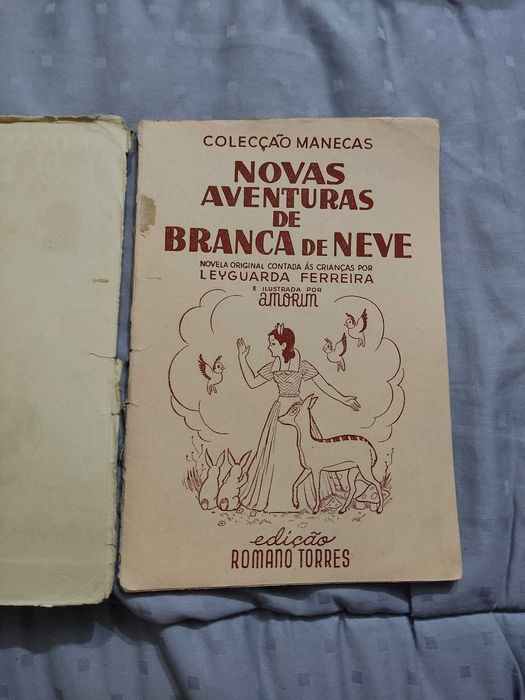 COLECÇÃO MANECAS
NOVAS
AVENTURAS
DE
BRANCA DE NEVE
NOVELA ORIGINAL CONTADA ÁS CRIANÇAS POR
LEYGUARDA FERREIRA
E ILUSTRADA POR
AMORIM
edição
ROMANO TORRES